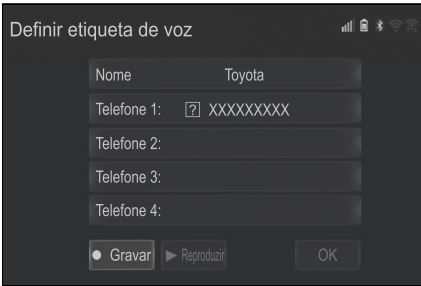 Definir etiqueta de voz
Nome Toyota
Telefone 1: ? XXXXXXXXX
Telefone 2:
Telefone 3:
Telefone 4:
Gravar Reproduzir OK